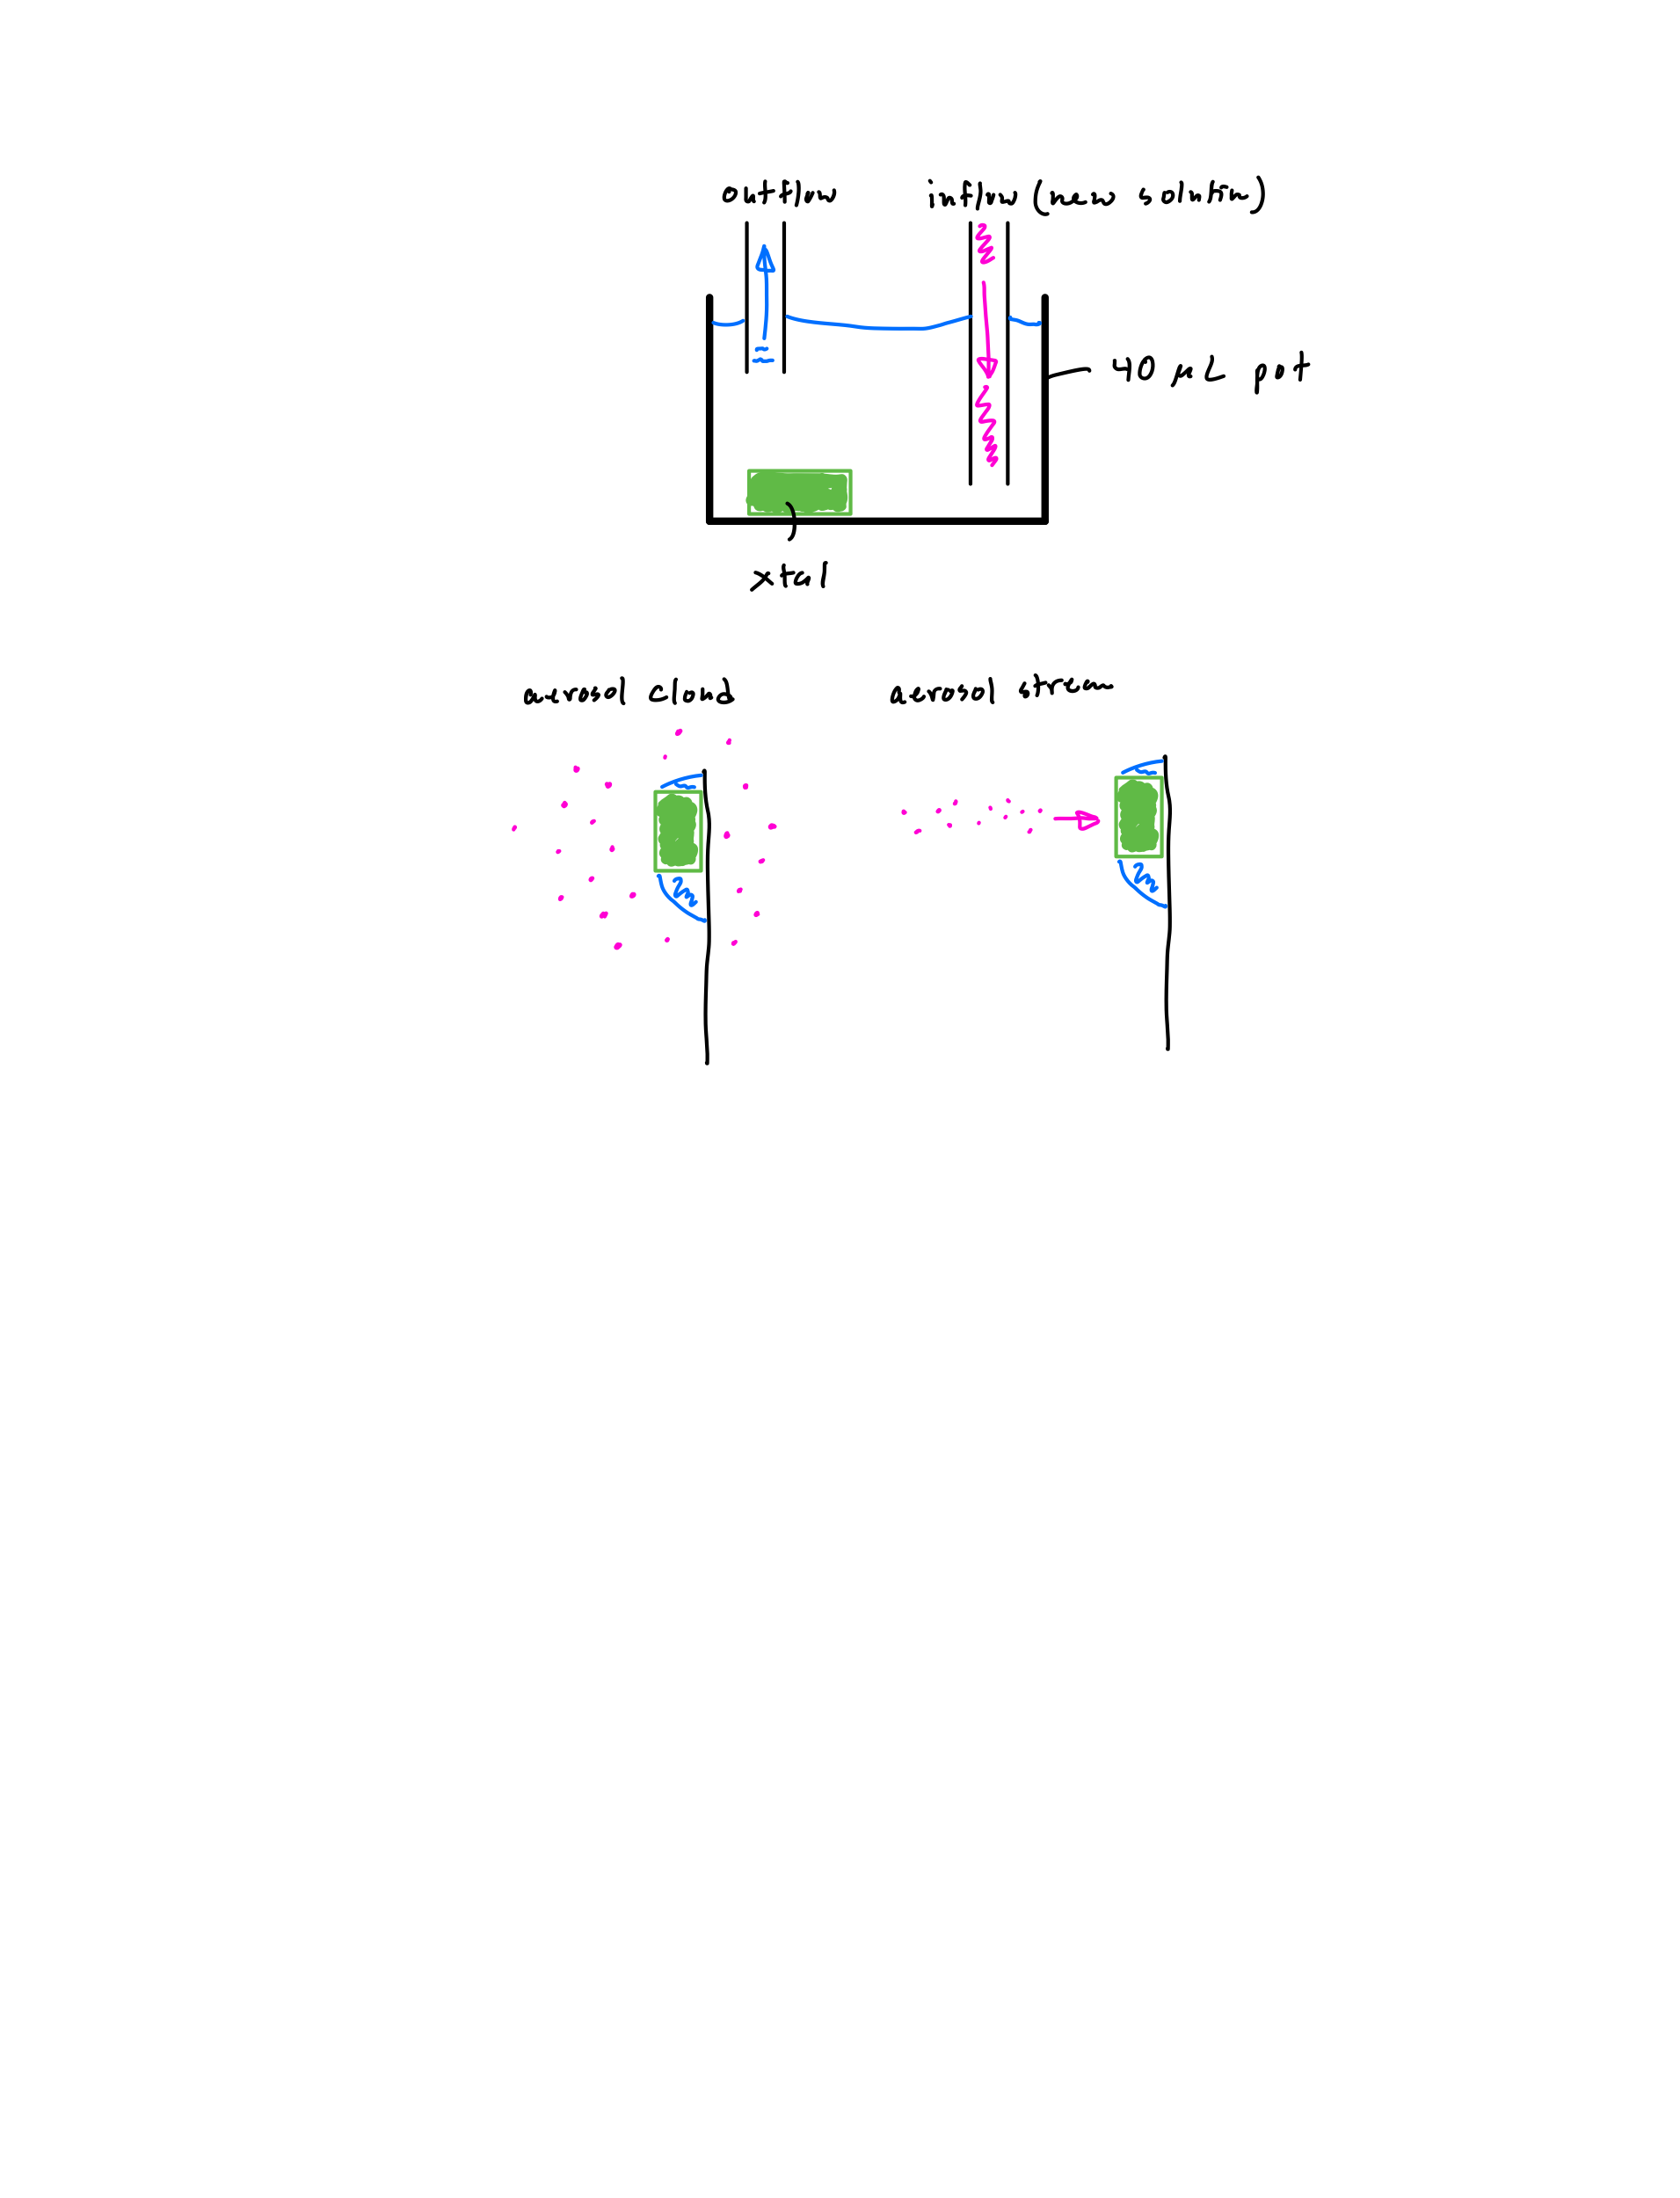 outflow
inflow (new solution)
40 μL pot
xtal
aerosol cloud
aerosol stream